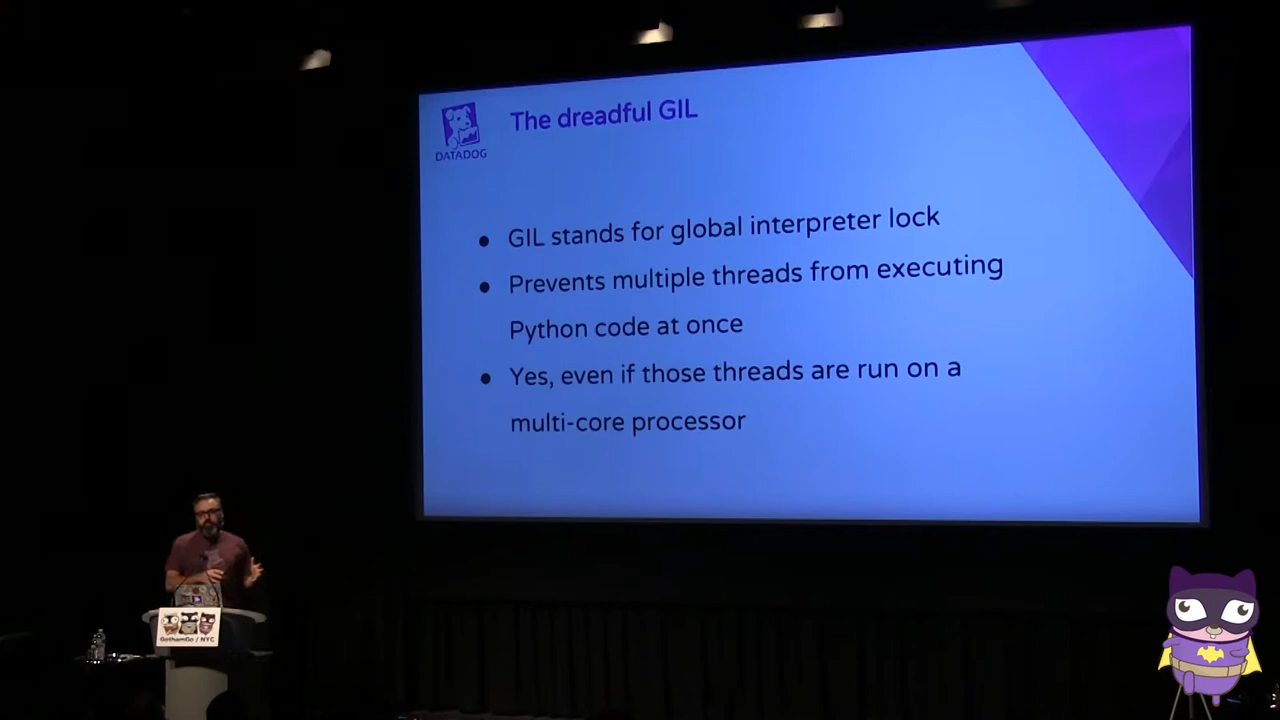 The dreadful GIL
DATADOG
● GIL stands for global interpreter lock
● Prevents multiple threads from executing
Python code at once
● Yes, even if those threads are run on a
multi-core processor
GothamGo / NYC